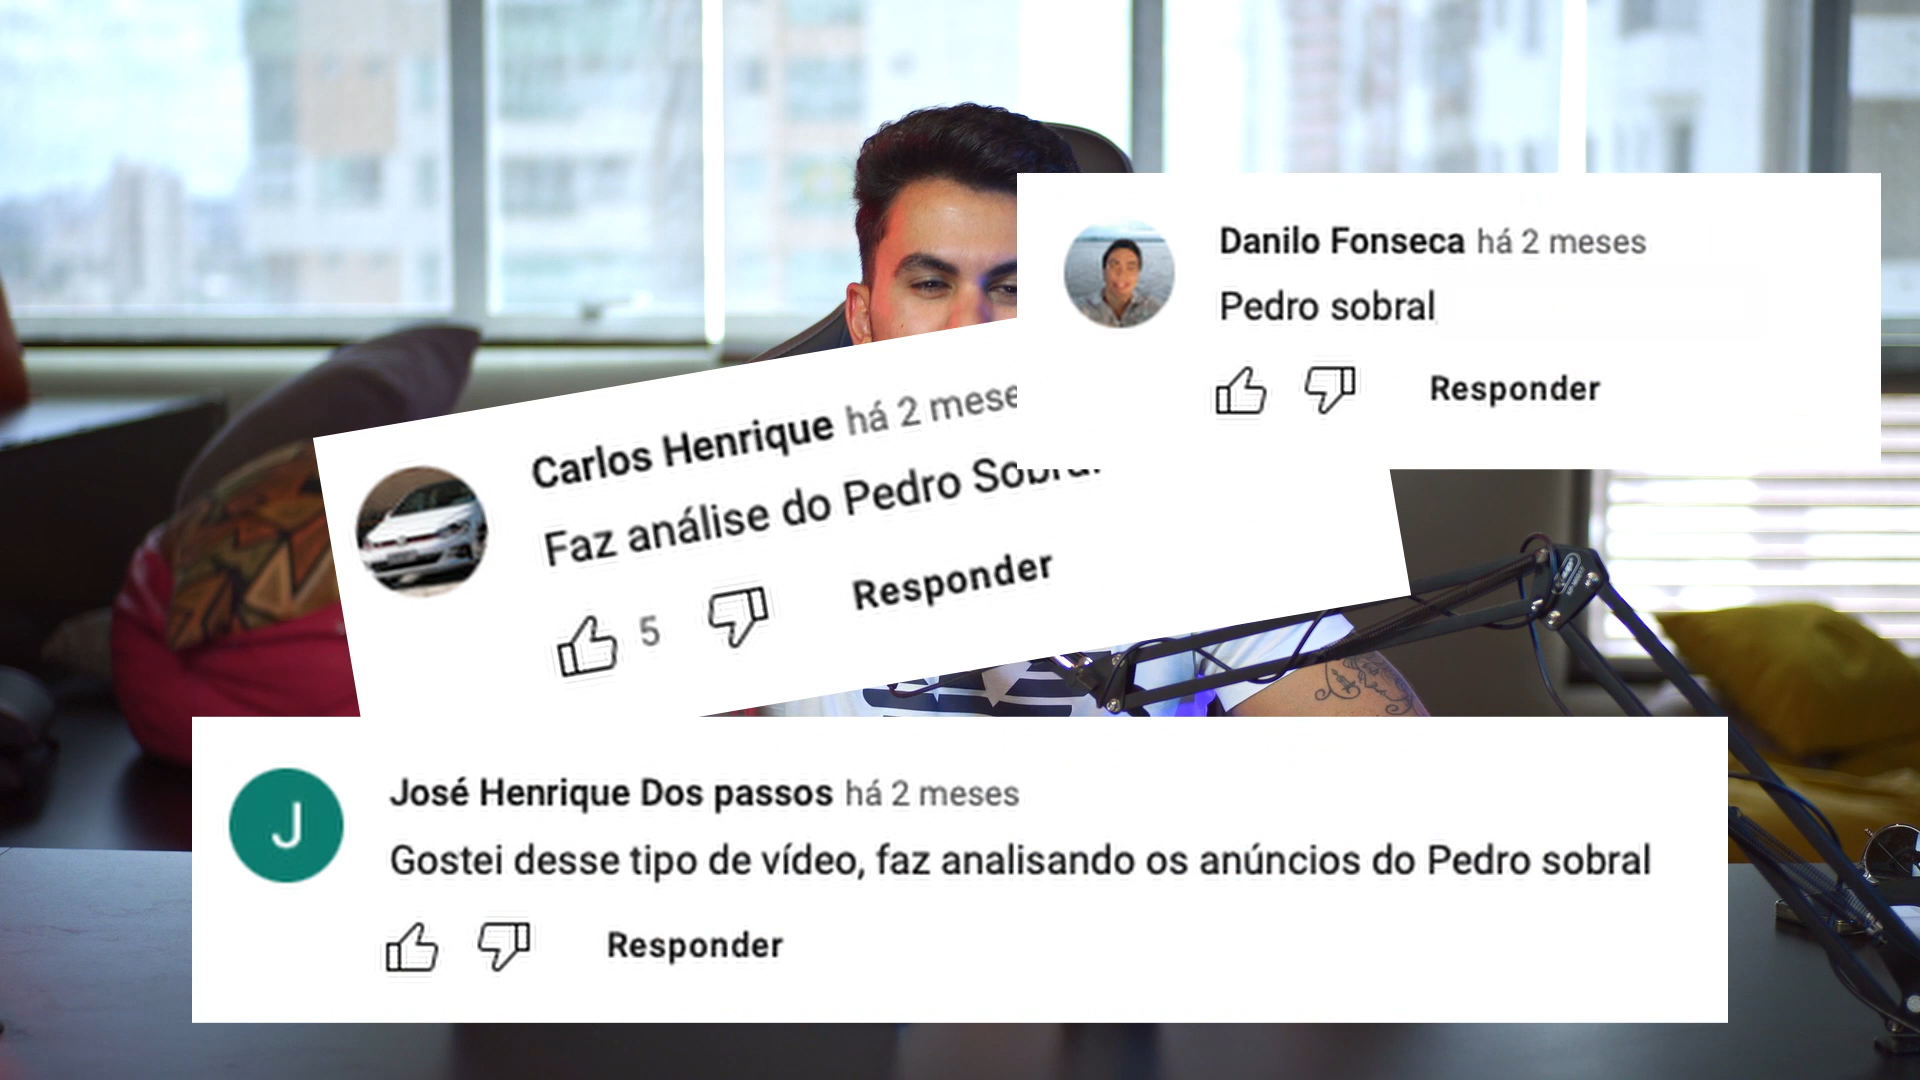 Danilo Fonseca há 2 meses
Pedro sobral
Responder
Carlos Henrique há 2 mese
Faz análise do Pedro Sobral
5
Responder
J
José Henrique Dos passos há 2 meses
Gostei desse tipo de vídeo, faz analisando os anúncios do Pedro sobral
Responder